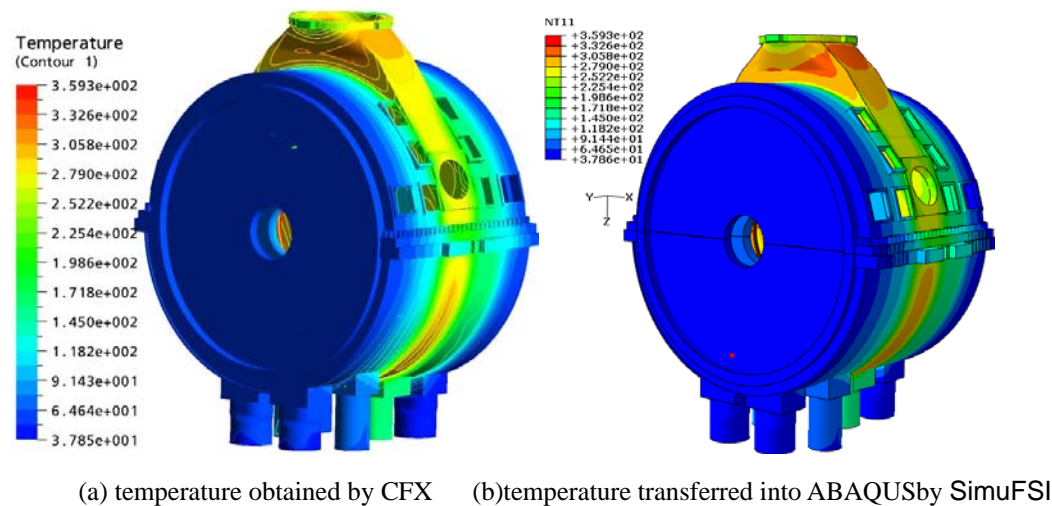 Temperature
(Contour 1)
3.593e+002
3.326e+002
3.058e+002
2.790e+002
2.522e+002
2.254e+002
1.986e+002
1.718e+002
1.450e+002
1.182e+002
9.143e+001
6.464e+001
3.785e+001
NT11
+3.593e+02
+3.326e+02
+3.058e+02
+2.790e+02
+2.522e+02
+2.254e+02
+1.986e+02
+1.718e+02
+1.450e+02
+1.182e+02
+9.144e+01
+6.465e+01
+3.786e+01
Y X
Z
(a) temperature obtained by CFX (b)temperature transferred into ABAQUSby SimuFSI